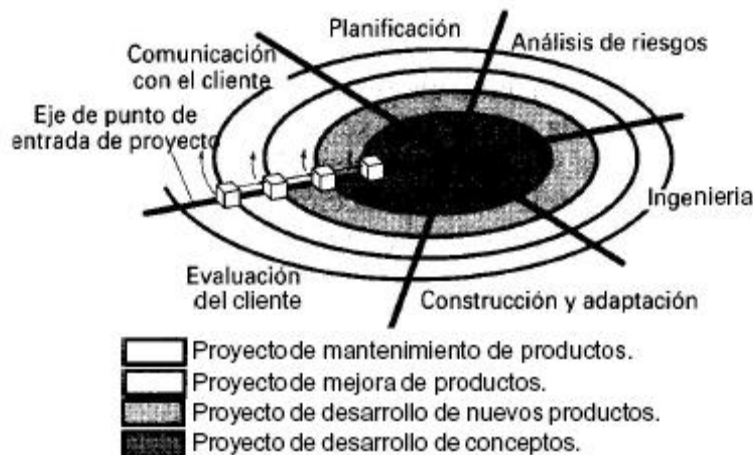 Planificación
Comunicación
con el cliente
Análisis de riesgos
Eje de punto de
entrada de proyecto
Ingenieria
Evaluación
del cliente
Construcción y adaptación
Proyecto de mantenimiento de productos.
Proyecto de mejora de productos.
Proyecto de desarrollo de nuevos productos.
Proyecto de desarrollo de conceptos.